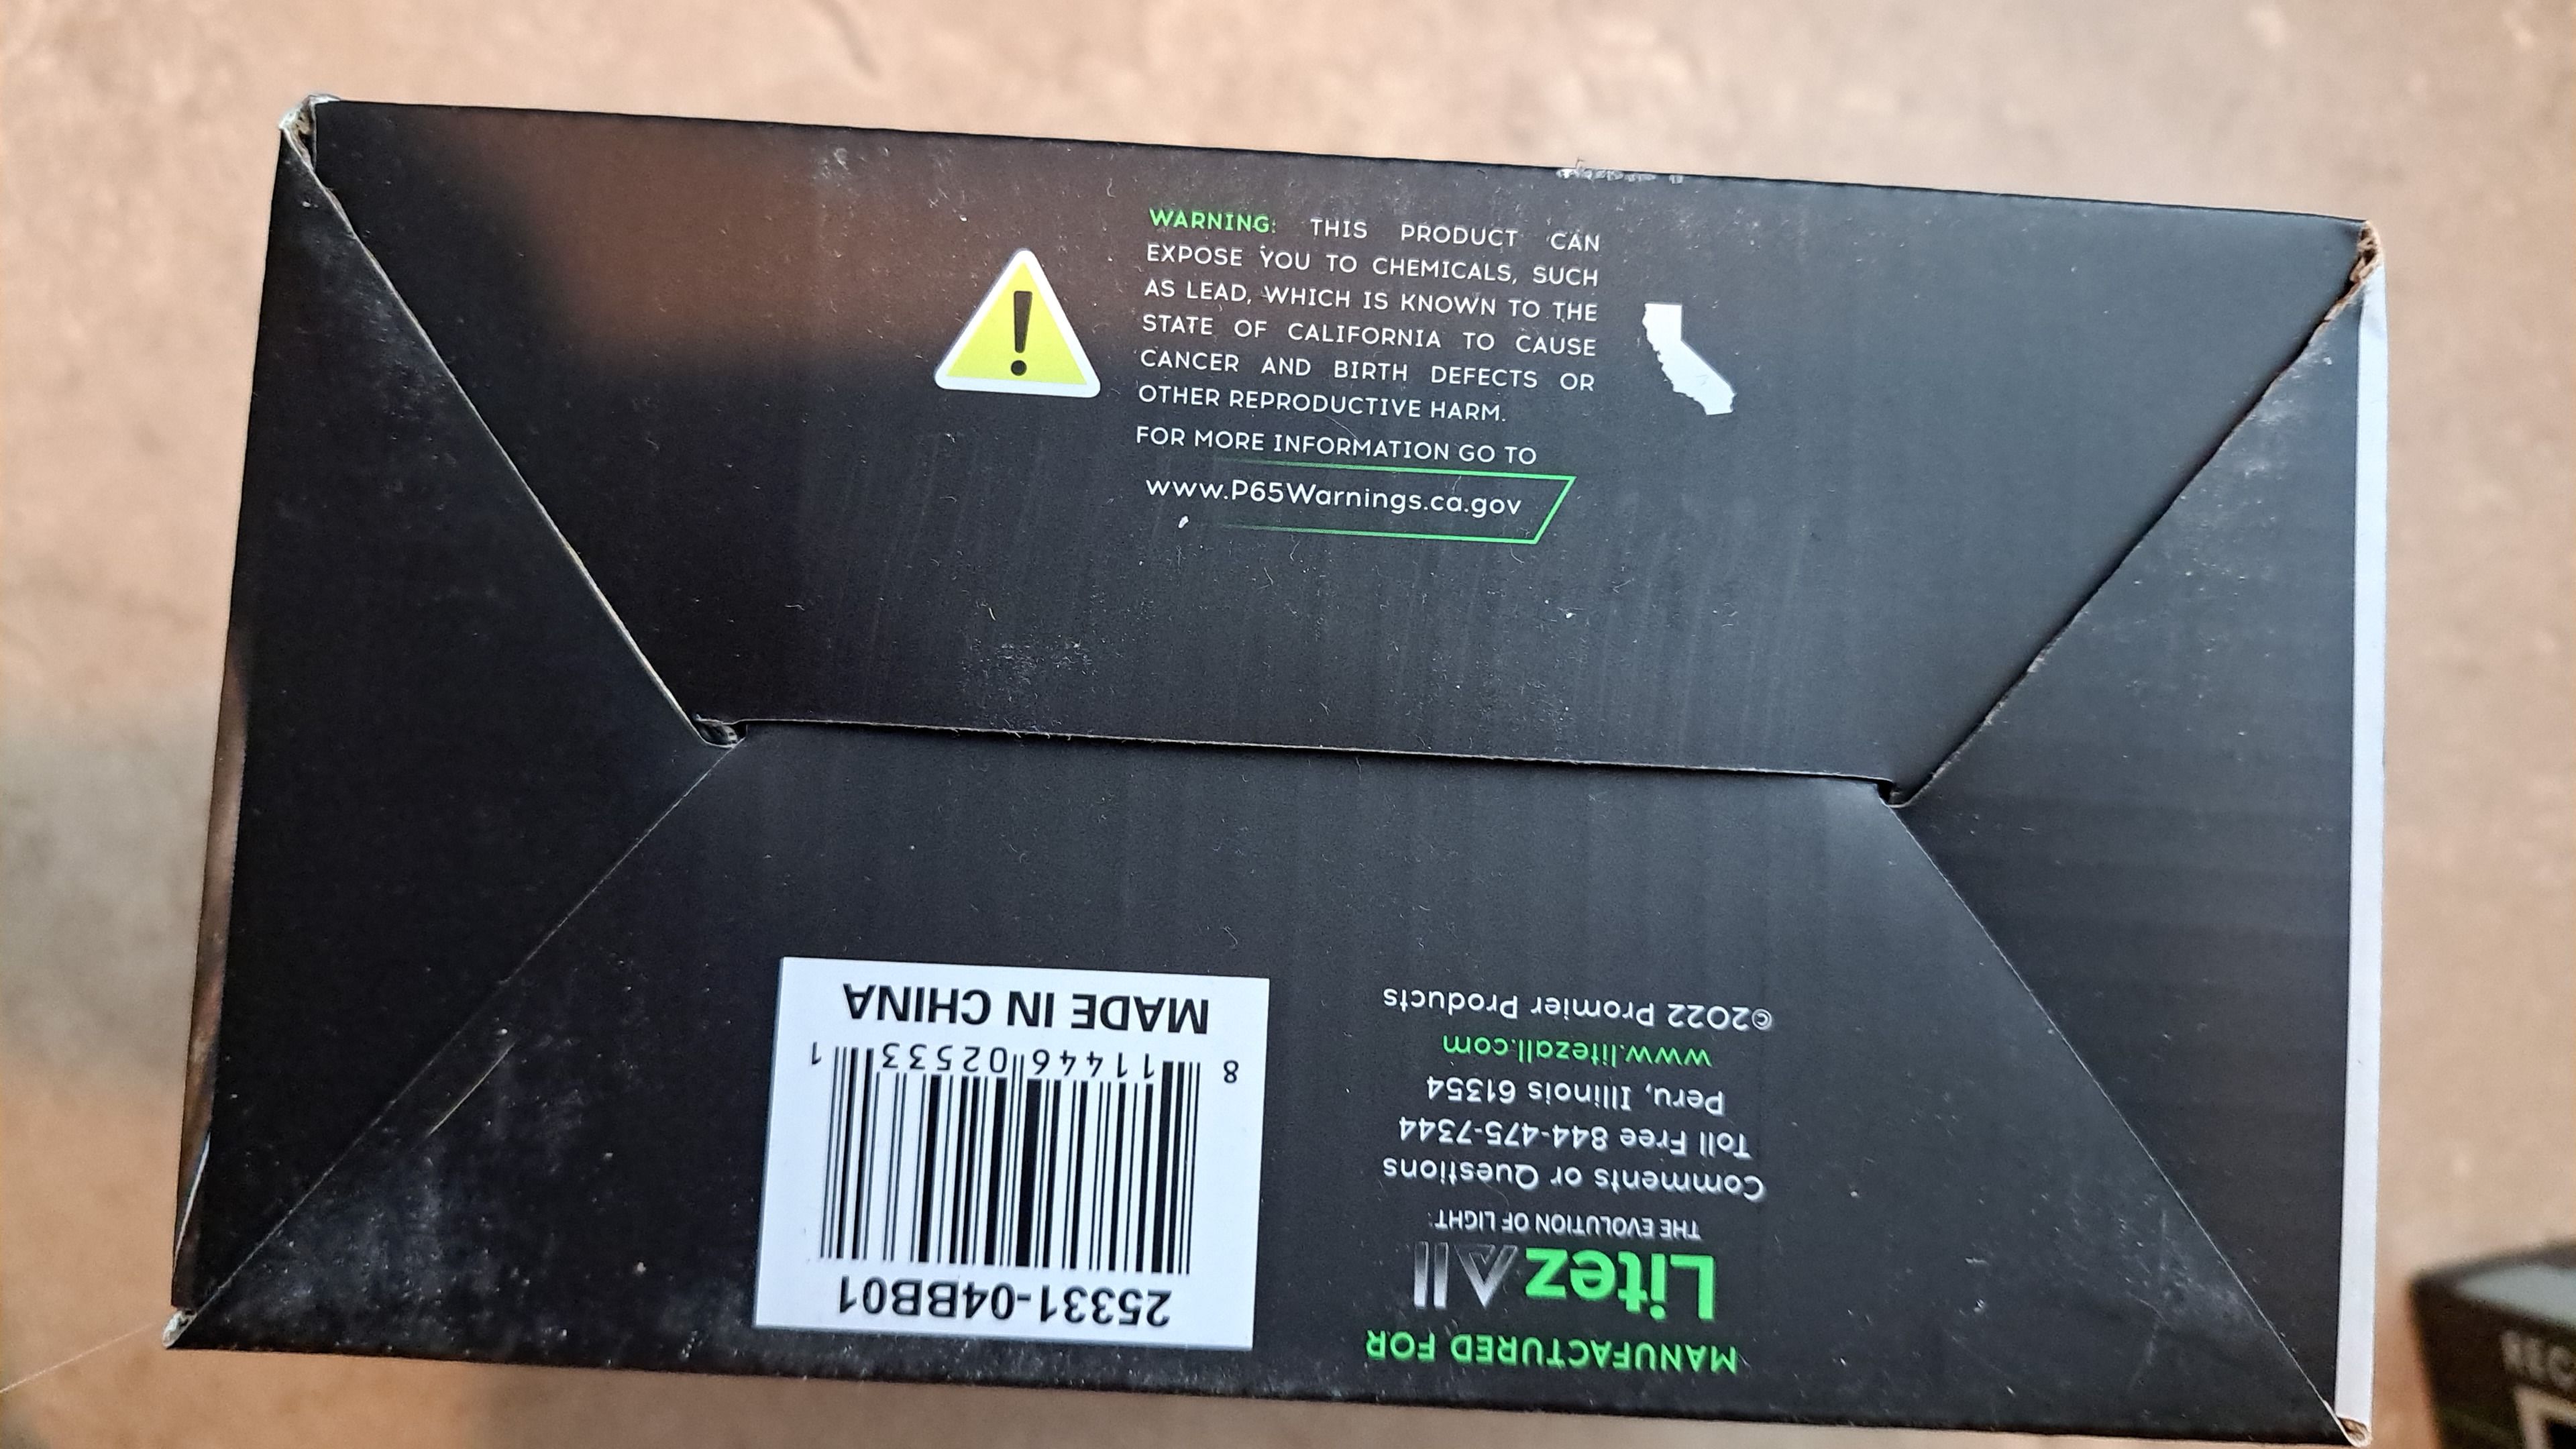 WARNING: THIS PRODUCT CAN
EXPOSE YOU TO CHEMICALS, SUCH
AS LEAD, WHICH IS KNOWN TO THE
STATE OF CALIFORNIA TO CAUSE
CANCER AND BIRTH DEFECTS OR
OTHER REPRODUCTIVE HARM.
FOR MORE INFORMATION GO TO
www.P65Warnings.ca.gov
MANUFACTURED FOR
LitezAll
THE EVOLUTION OF LIGHT
Comments or Questions
Toll Free 844-475-7344
Peru, Illinois 61354
www.litezall.com
©2022 Promier Products
25331-04BB01
8 11446 02533 1
MADE IN CHINA